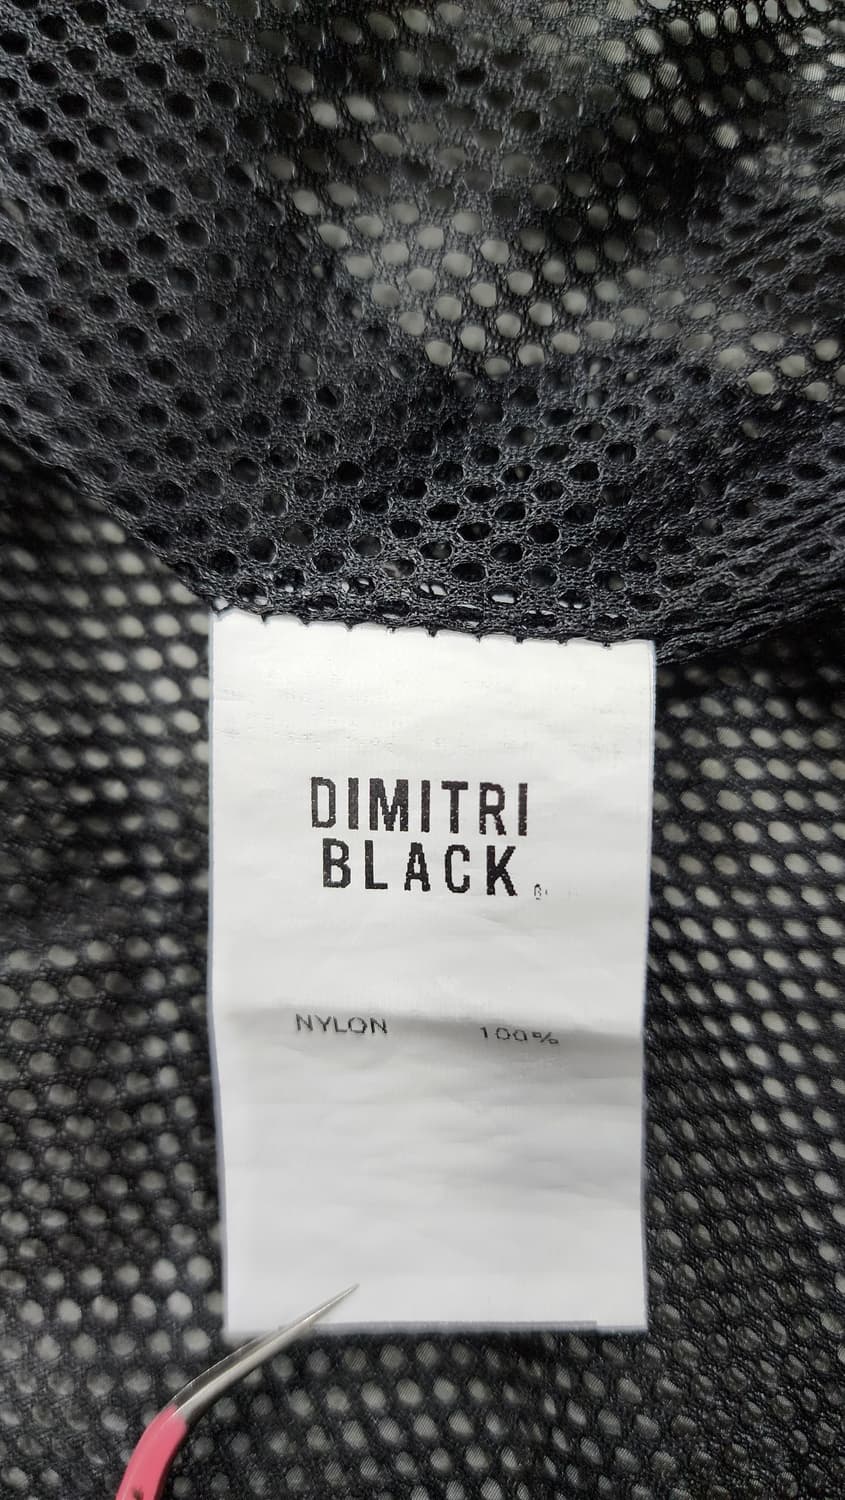 DIMITRI
BLACK
NYLON 100%